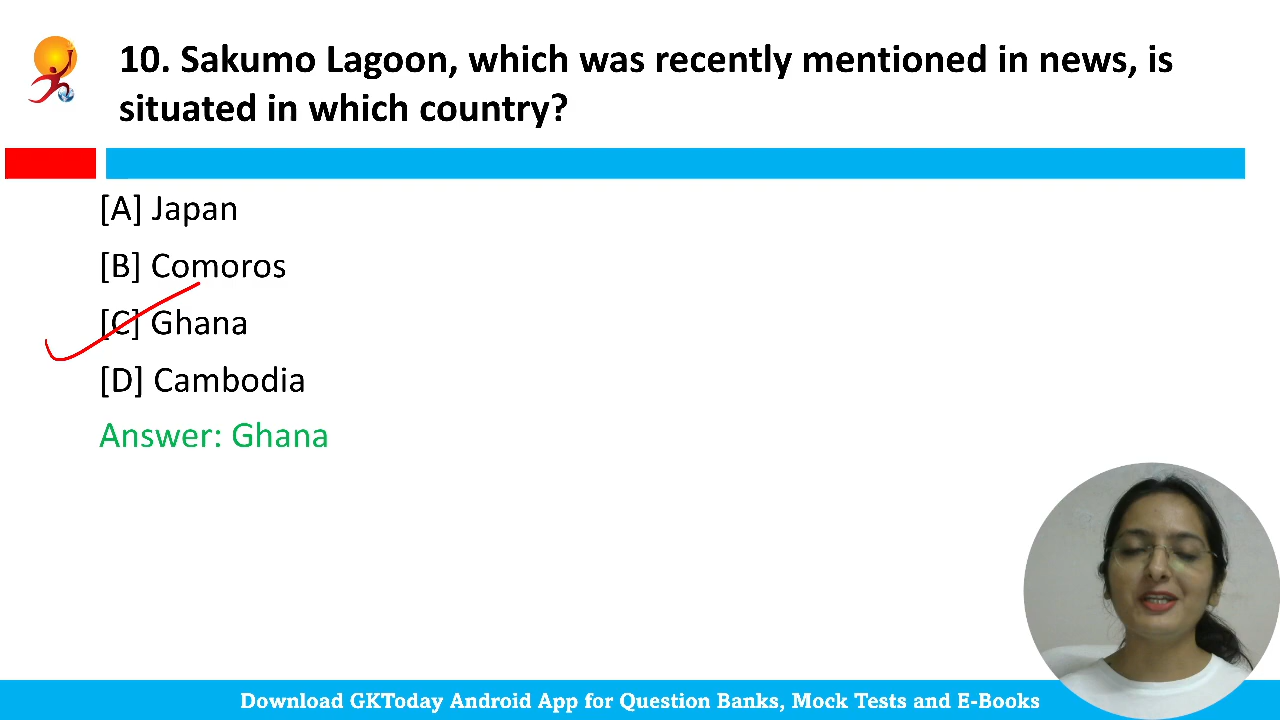 10. Sakumo Lagoon, which was recently mentioned in news, is
situated in which country?
[A] Japan
[B] Comoros
[C] Ghana
[D] Cambodia
Answer: Ghana
Download GKToday Android App for Question Banks, Mock Tests and E-Books